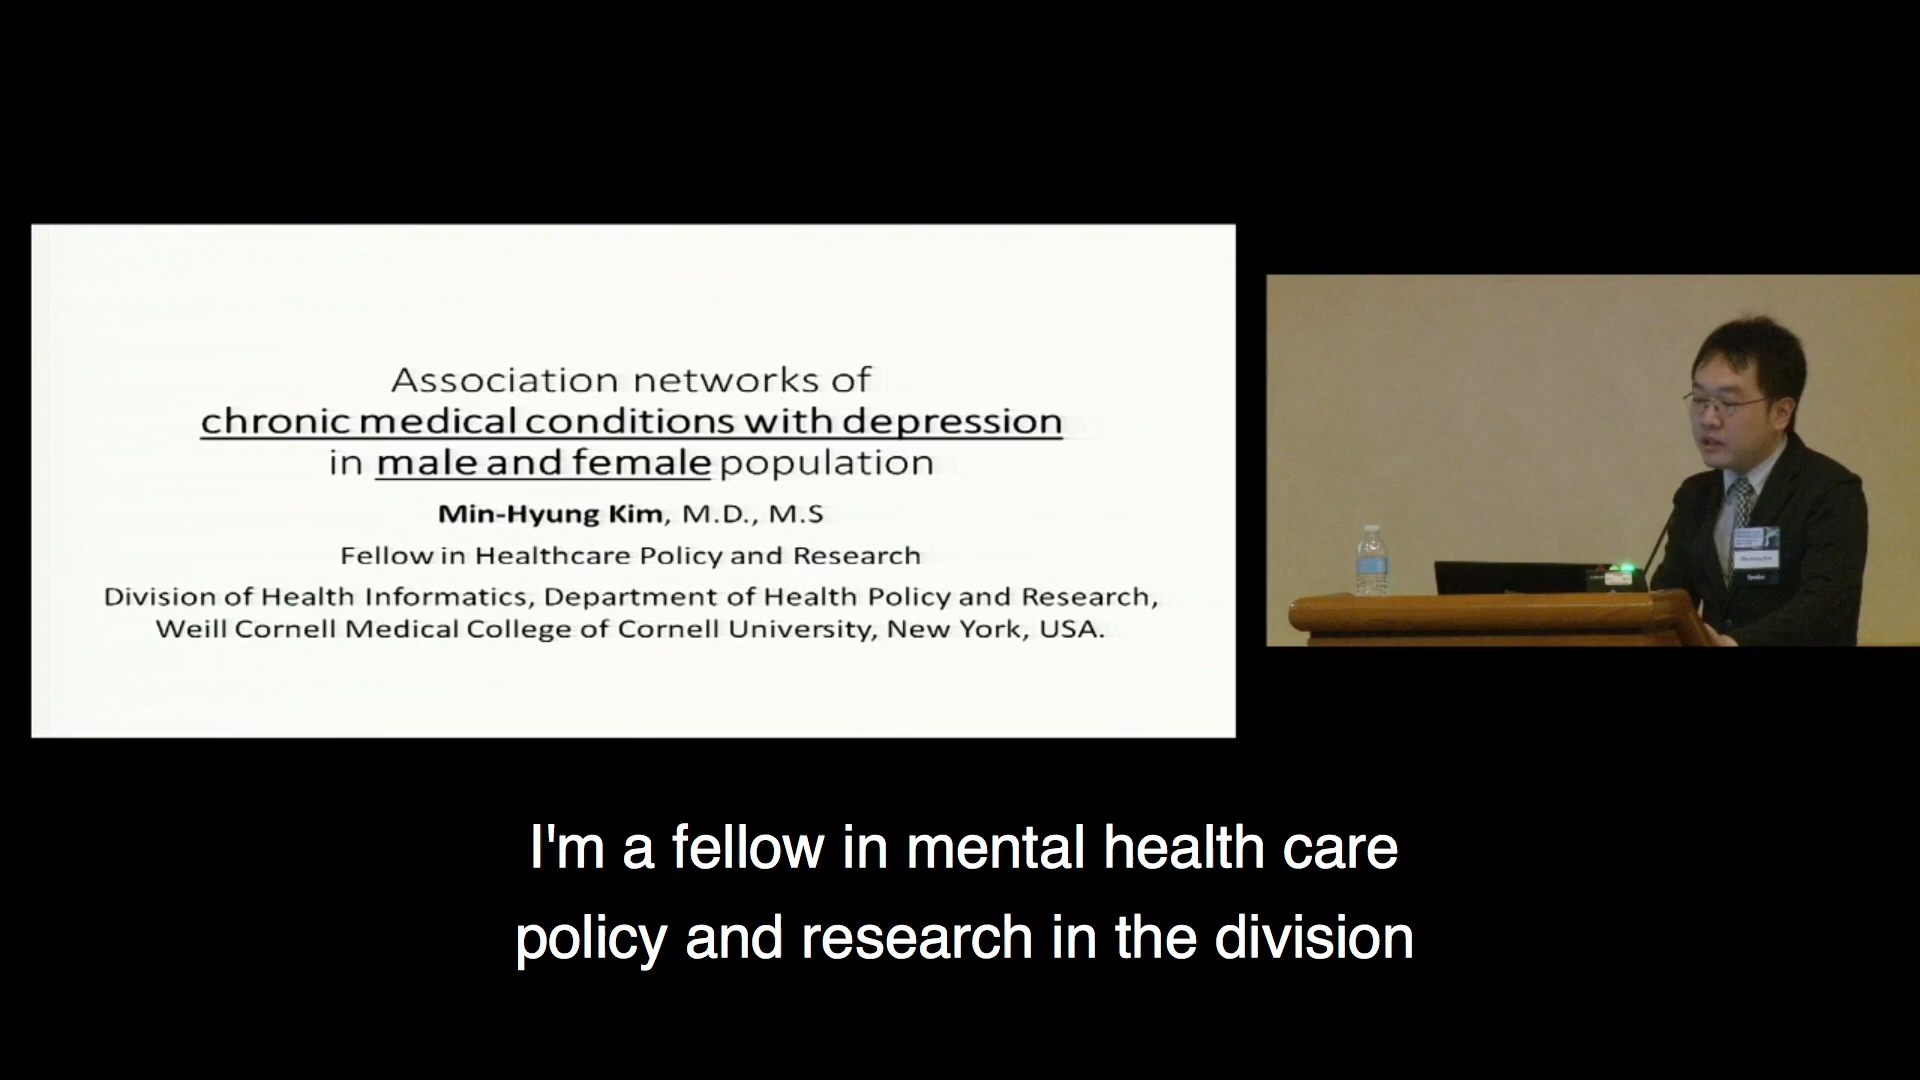 Association networks of
chronic medical conditions with depression
in male and female population
Min-Hyung Kim, M.D., M.S
Fellow in Healthcare Policy and Research
Division of Health Informatics, Department of Health Policy and Research,
Weill Cornell Medical College of Cornell University, New York, USA.
Speaker
I'm a fellow in mental health care
policy and research in the division